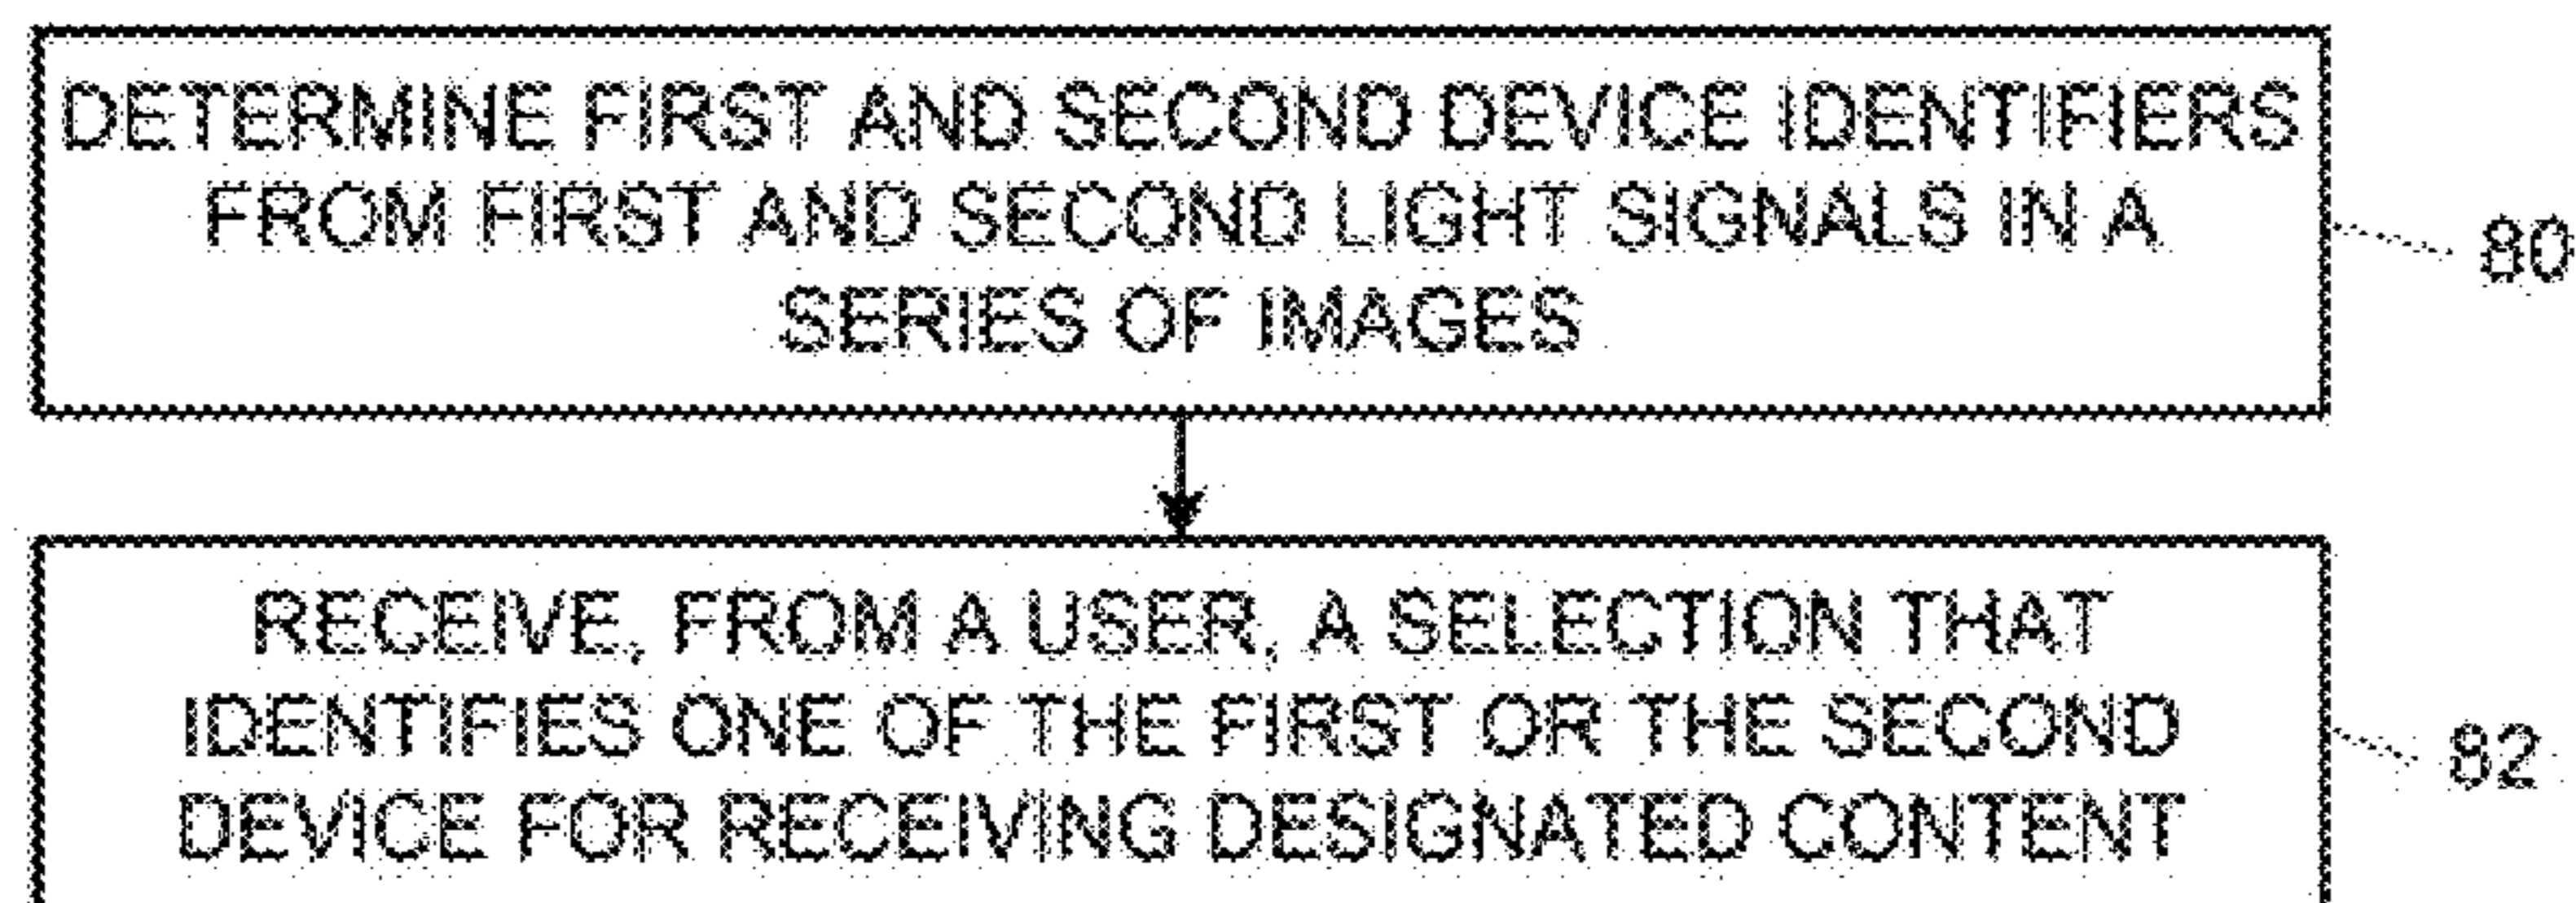 DETERMINE FIRST AND SECOND DEVICE IDENTIFIERS
FROM FIRST AND SECOND LIGHT SIGNALS IN A
SERIES OF IMAGES
80
RECEIVE, FROM A USER, A SELECTION THAT
IDENTIFIES ONE OF THE FIRST OR THE SECOND
DEVICE FOR RECEIVING DESIGNATED CONTENT
82